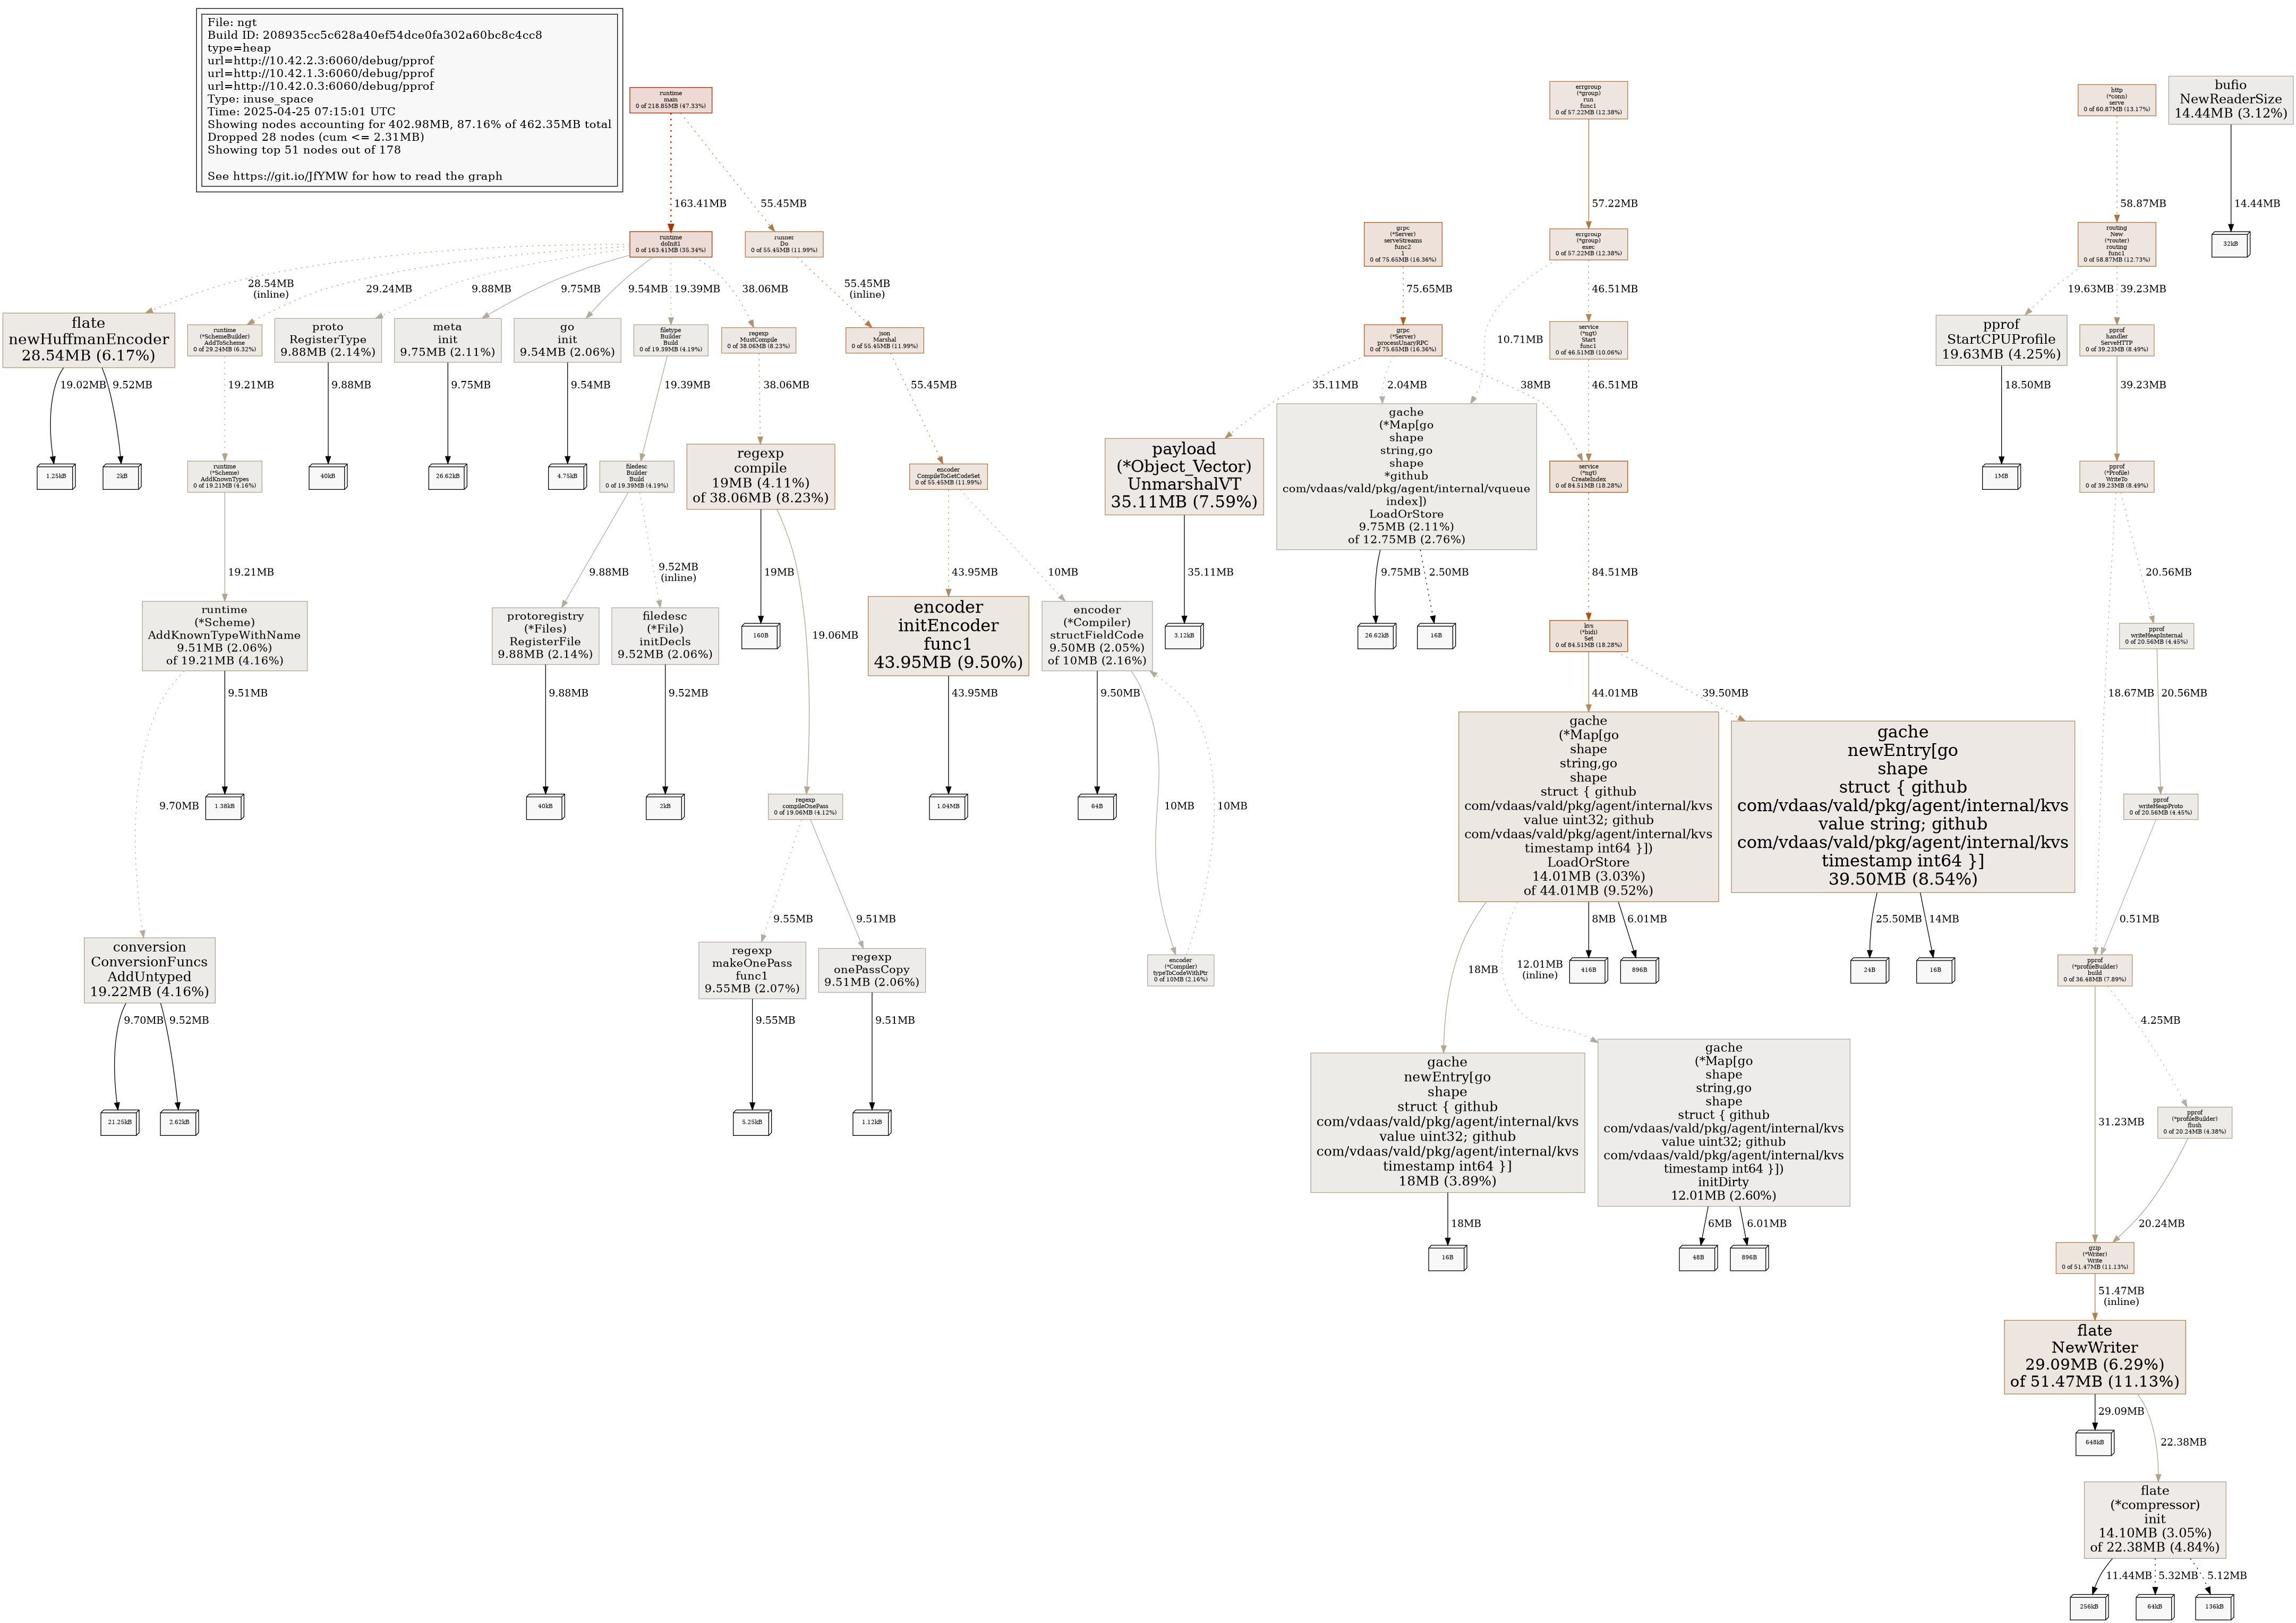 File: ngt
Build ID: 208935cc5c628a40ef54dce0fa302a60bc8c4cc8
type=heap
url=http://10.42.2.3:6060/debug/pprof
url=http://10.42.1.3:6060/debug/pprof
url=http://10.42.0.3:6060/debug/pprof
Type: inuse_space
Time: 2025-04-25 07:15:01 UTC
Showing nodes accounting for 402.98MB, 87.16% of 462.35MB total
Dropped 28 nodes (cum <= 2.31MB)
Showing top 51 nodes out of 178
See https://git.io/JfYMW for how to read the graph
runtime
main
0 of 218.85MB (47.33%)
163.41MB
55.45MB
runtime
doInit1
0 of 163.41MB (35.34%)
runner
Do
0 of 55.45MB (11.99%)
28.54MB
(inline)
29.24MB
9.88MB
9.75MB
9.54MB
19.39MB
38.06MB
55.45MB
(inline)
flate
newHuffmanEncoder
28.54MB (6.17%)
runtime
(*SchemeBuilder)
AddToScheme
0 of 29.24MB (6.32%)
proto
RegisterType
9.88MB (2.14%)
meta
init
9.75MB (2.11%)
go
init
9.54MB (2.06%)
filetype
Builder
Build
0 of 19.39MB (4.19%)
regexp
MustCompile
0 of 38.06MB (8.23%)
json
Marshal
0 of 55.45MB (11.99%)
19.02MB
9.52MB
19.21MB
9.88MB
9.75MB
9.54MB
19.39MB
38.06MB
55.45MB
1.25kB
2kB
runtime
(*Scheme)
AddKnownTypes
0 of 19.21MB (4.16%)
40kB
26.62kB
4.75kB
filedesc
Builder
Build
0 of 19.39MB (4.19%)
regexp
compile
19MB (4.11%)
of 38.06MB (8.23%)
encoder
CompileToGetCodeSet
0 of 55.45MB (11.99%)
19.21MB
9.88MB
9.52MB
(inline)
19MB
19.06MB
43.95MB
10MB
runtime
(*Scheme)
AddKnownTypeWithName
9.51MB (2.06%)
of 19.21MB (4.16%)
protoregistry
(*Files)
RegisterFile
9.88MB (2.14%)
filedesc
(*File)
initDecls
9.52MB (2.06%)
160B
encoder
initEncoder
func1
43.95MB (9.50%)
encoder
(*Compiler)
structFieldCode
9.50MB (2.05%)
of 10MB (2.16%)
9.70MB
9.51MB
9.88MB
9.52MB
43.95MB
9.50MB
10MB
10MB
1.38kB
40kB
2kB
regexp
compileOnePass
0 of 19.06MB (4.12%)
1.04MB
64B
9.55MB
9.51MB
conversion
ConversionFuncs
AddUntyped
19.22MB (4.16%)
regexp
makeOnePass
func1
9.55MB (2.07%)
regexp
onePassCopy
9.51MB (2.06%)
encoder
(*Compiler)
typeToCodeWithPtr
0 of 10MB (2.16%)
9.70MB
9.52MB
9.55MB
9.51MB
21.25kB
2.62kB
5.25kB
1.12kB
errgroup
(*group)
run
func1
0 of 57.22MB (12.38%)
57.22MB
grpc
(*Server)
serveStreams
func2
1
0 of 75.65MB (16.36%)
errgroup
(*group)
exec
0 of 57.22MB (12.38%)
75.65MB
10.71MB
46.51MB
grpc
(*Server)
processUnaryRPC
0 of 75.65MB (16.36%)
service
(*ngt)
Start
func1
0 of 46.51MB (10.06%)
35.11MB
2.04MB
38MB
46.51MB
payload
(*Object_Vector)
UnmarshalVT
35.11MB (7.59%)
gache
(*Map[go
shape
string,go
shape
*github
com/vdaas/vald/pkg/agent/internal/vqueue
index])
LoadOrStore
9.75MB (2.11%)
of 12.75MB (2.76%)
service
(*ngt)
CreateIndex
0 of 84.51MB (18.28%)
35.11MB
9.75MB
2.50MB
84.51MB
3.12kB
26.62kB
16B
kvs
(*bidi)
Set
0 of 84.51MB (18.28%)
44.01MB
39.50MB
gache
(*Map[go
shape
string,go
shape
struct { github
com/vdaas/vald/pkg/agent/internal/kvs
value uint32; github
com/vdaas/vald/pkg/agent/internal/kvs
timestamp int64 }])
LoadOrStore
14.01MB (3.03%)
of 44.01MB (9.52%)
gache
newEntry[go
shape
struct { github
com/vdaas/vald/pkg/agent/internal/kvs
value string; github
com/vdaas/vald/pkg/agent/internal/kvs
timestamp int64 }]
39.50MB (8.54%)
18MB
12.01MB
(inline)
8MB
6.01MB
25.50MB
14MB
416B
896B
24B
16B
gache
newEntry[go
shape
struct { github
com/vdaas/vald/pkg/agent/internal/kvs
value uint32; github
com/vdaas/vald/pkg/agent/internal/kvs
timestamp int64 }]
18MB (3.89%)
gache
(*Map[go
shape
string,go
shape
struct { github
com/vdaas/vald/pkg/agent/internal/kvs
value uint32; github
com/vdaas/vald/pkg/agent/internal/kvs
timestamp int64 }])
initDirty
12.01MB (2.60%)
18MB
6MB
6.01MB
16B
48B
896B
http
(*conn)
serve
0 of 60.87MB (13.17%)
bufio
NewReaderSize
14.44MB (3.12%)
58.87MB
14.44MB
routing
New
(*router)
routing
func1
0 of 58.87MB (12.73%)
32kB
19.63MB
39.23MB
pprof
StartCPUProfile
19.63MB (4.25%)
pprof
handler
ServeHTTP
0 of 39.23MB (8.49%)
18.50MB
39.23MB
1MB
pprof
(*Profile)
WriteTo
0 of 39.23MB (8.49%)
18.67MB
20.56MB
pprof
writeHeapInternal
0 of 20.56MB (4.45%)
20.56MB
pprof
writeHeapProto
0 of 20.56MB (4.45%)
0.51MB
pprof
(*profileBuilder)
build
0 of 36.48MB (7.89%)
31.23MB
4.25MB
pprof
(*profileBuilder)
flush
0 of 20.24MB (4.38%)
20.24MB
gzip
(*Writer)
Write
0 of 51.47MB (11.13%)
51.47MB
(inline)
flate
NewWriter
29.09MB (6.29%)
of 51.47MB (11.13%)
29.09MB
22.38MB
648kB
flate
(*compressor)
init
14.10MB (3.05%)
of 22.38MB (4.84%)
11.44MB
5.32MB
5.12MB
256kB
64kB
136kB